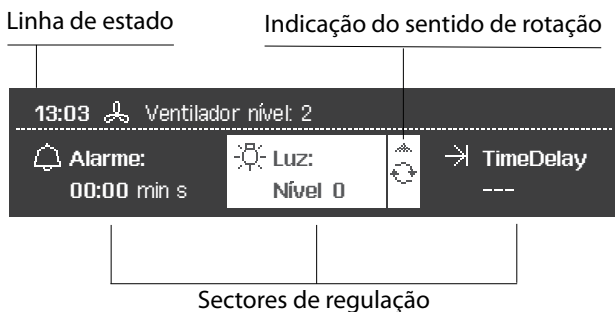 Linha de estado
Indicação do sentido de rotação
13:03 Ventilador nível: 2
Alarme:
00:00 min s
Luz:
Nível 0
TimeDelay
---
Sectores de regulação